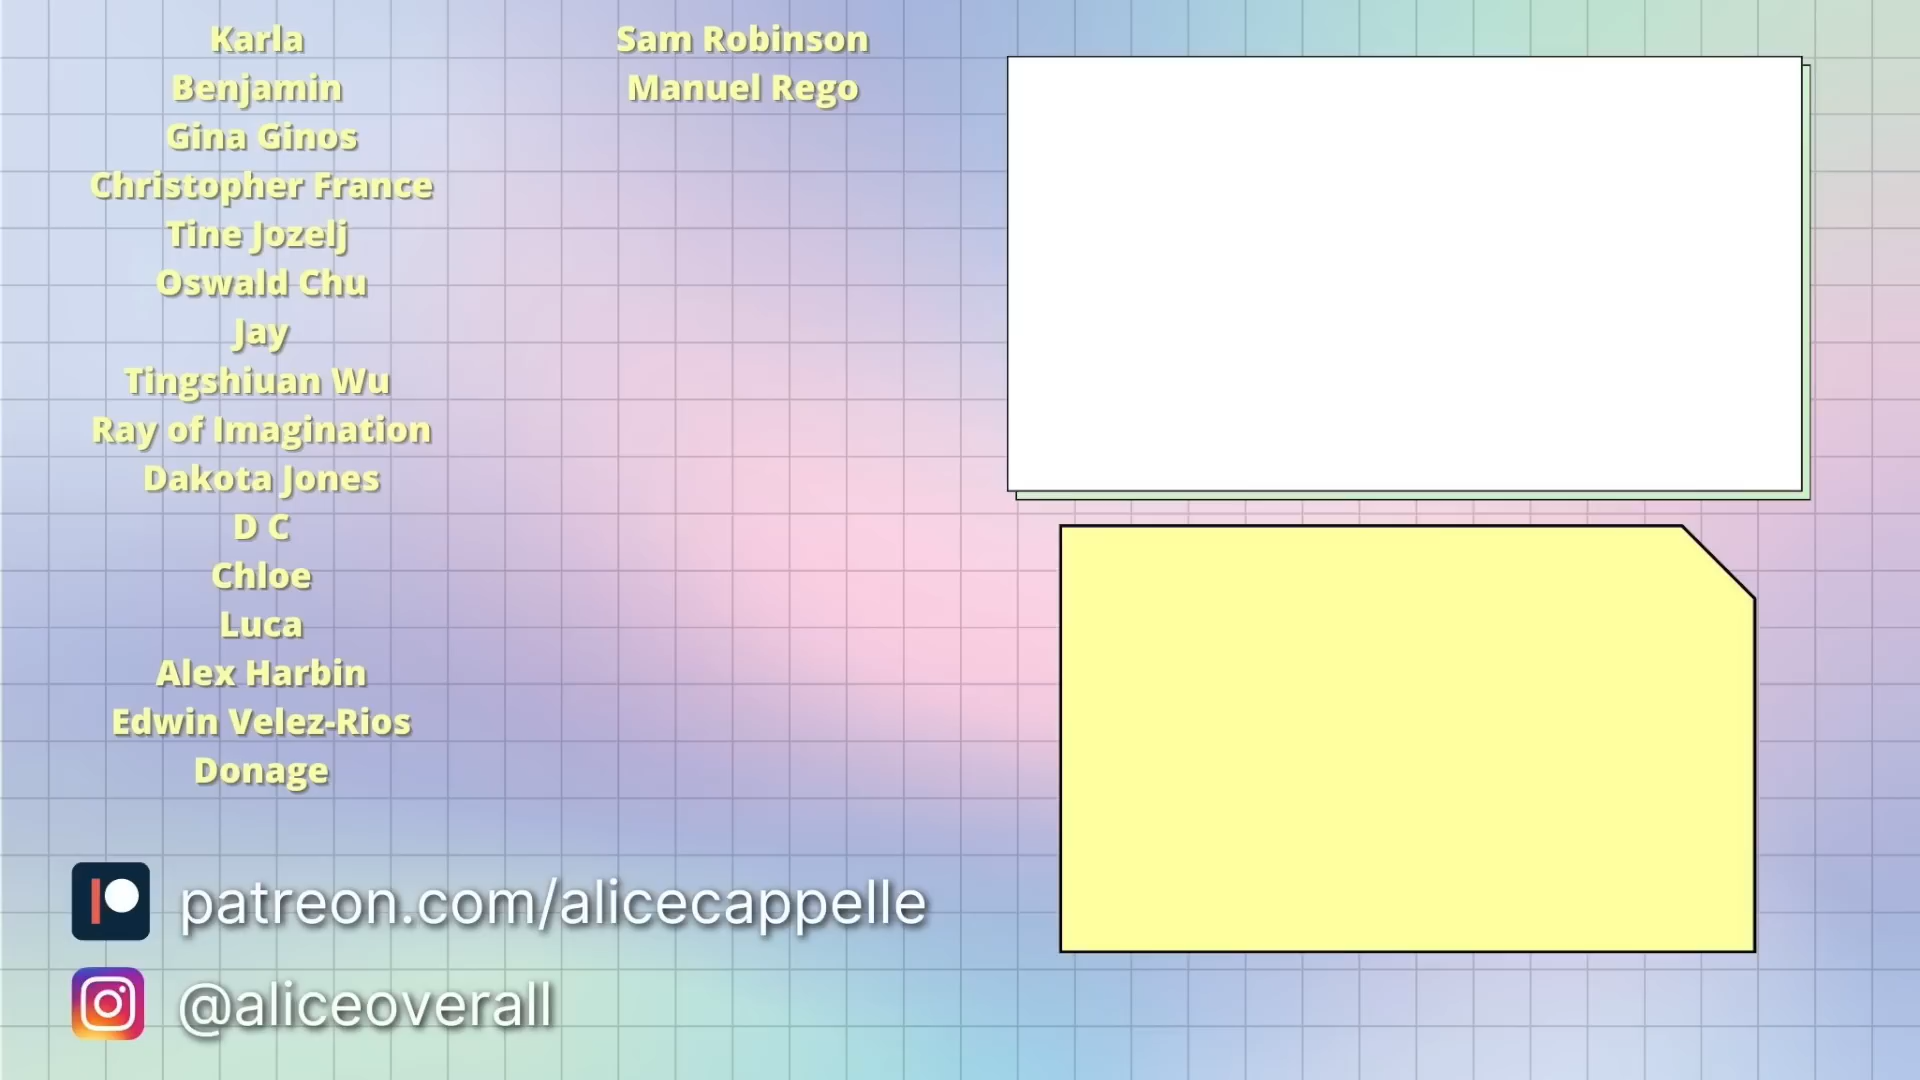 Karla
Benjamin
Gina Ginos
Christopher France
Tine Jozelj
Oswald Chu
Jay
Tingshiuan Wu
Ray of Imagination
Dakota Jones
D C
Chloe
Luca
Alex Harbin
Edwin Velez-Rios
Donage
Sam Robinson
Manuel Rego
patreon.com/alicecappelle
@aliceoverall